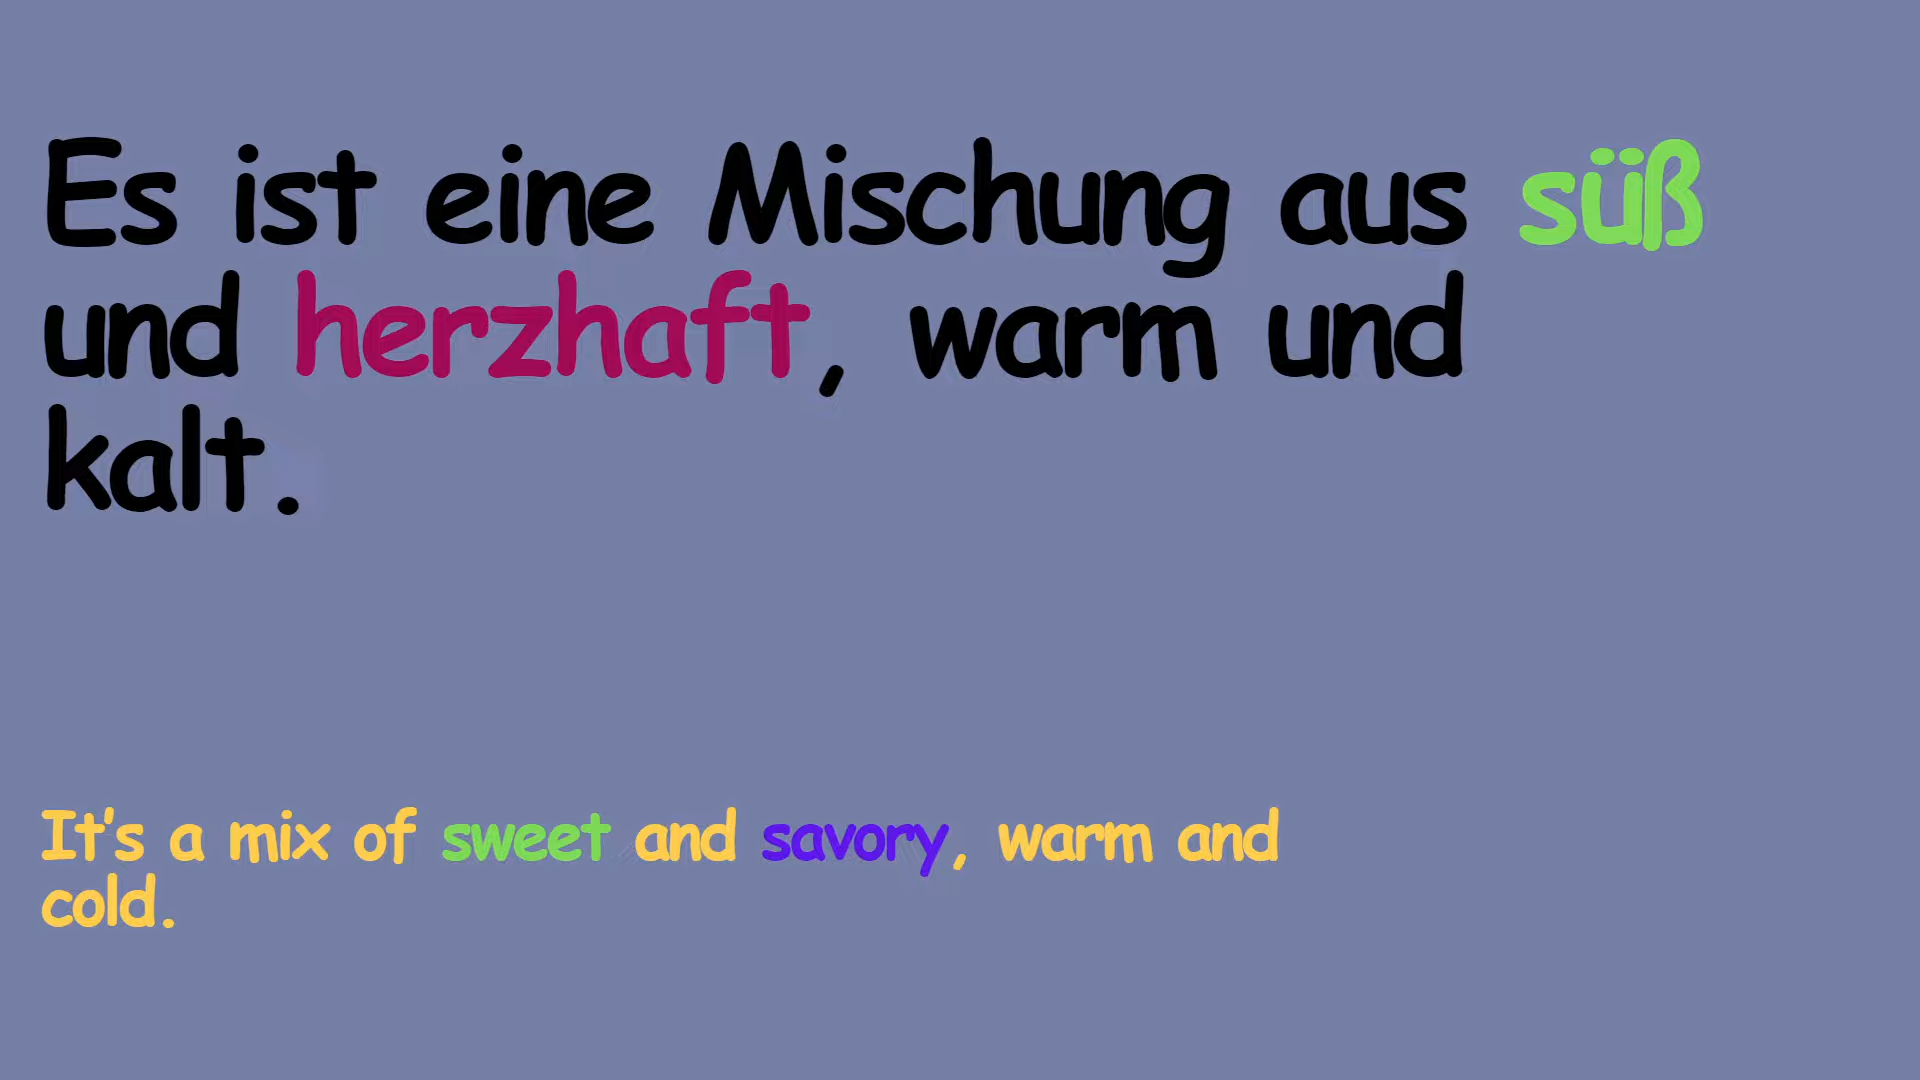 Es ist eine Mischung aus süß
und herzhaft, warm und
kalt.
It's a mix of sweet and savory, warm and
cold.